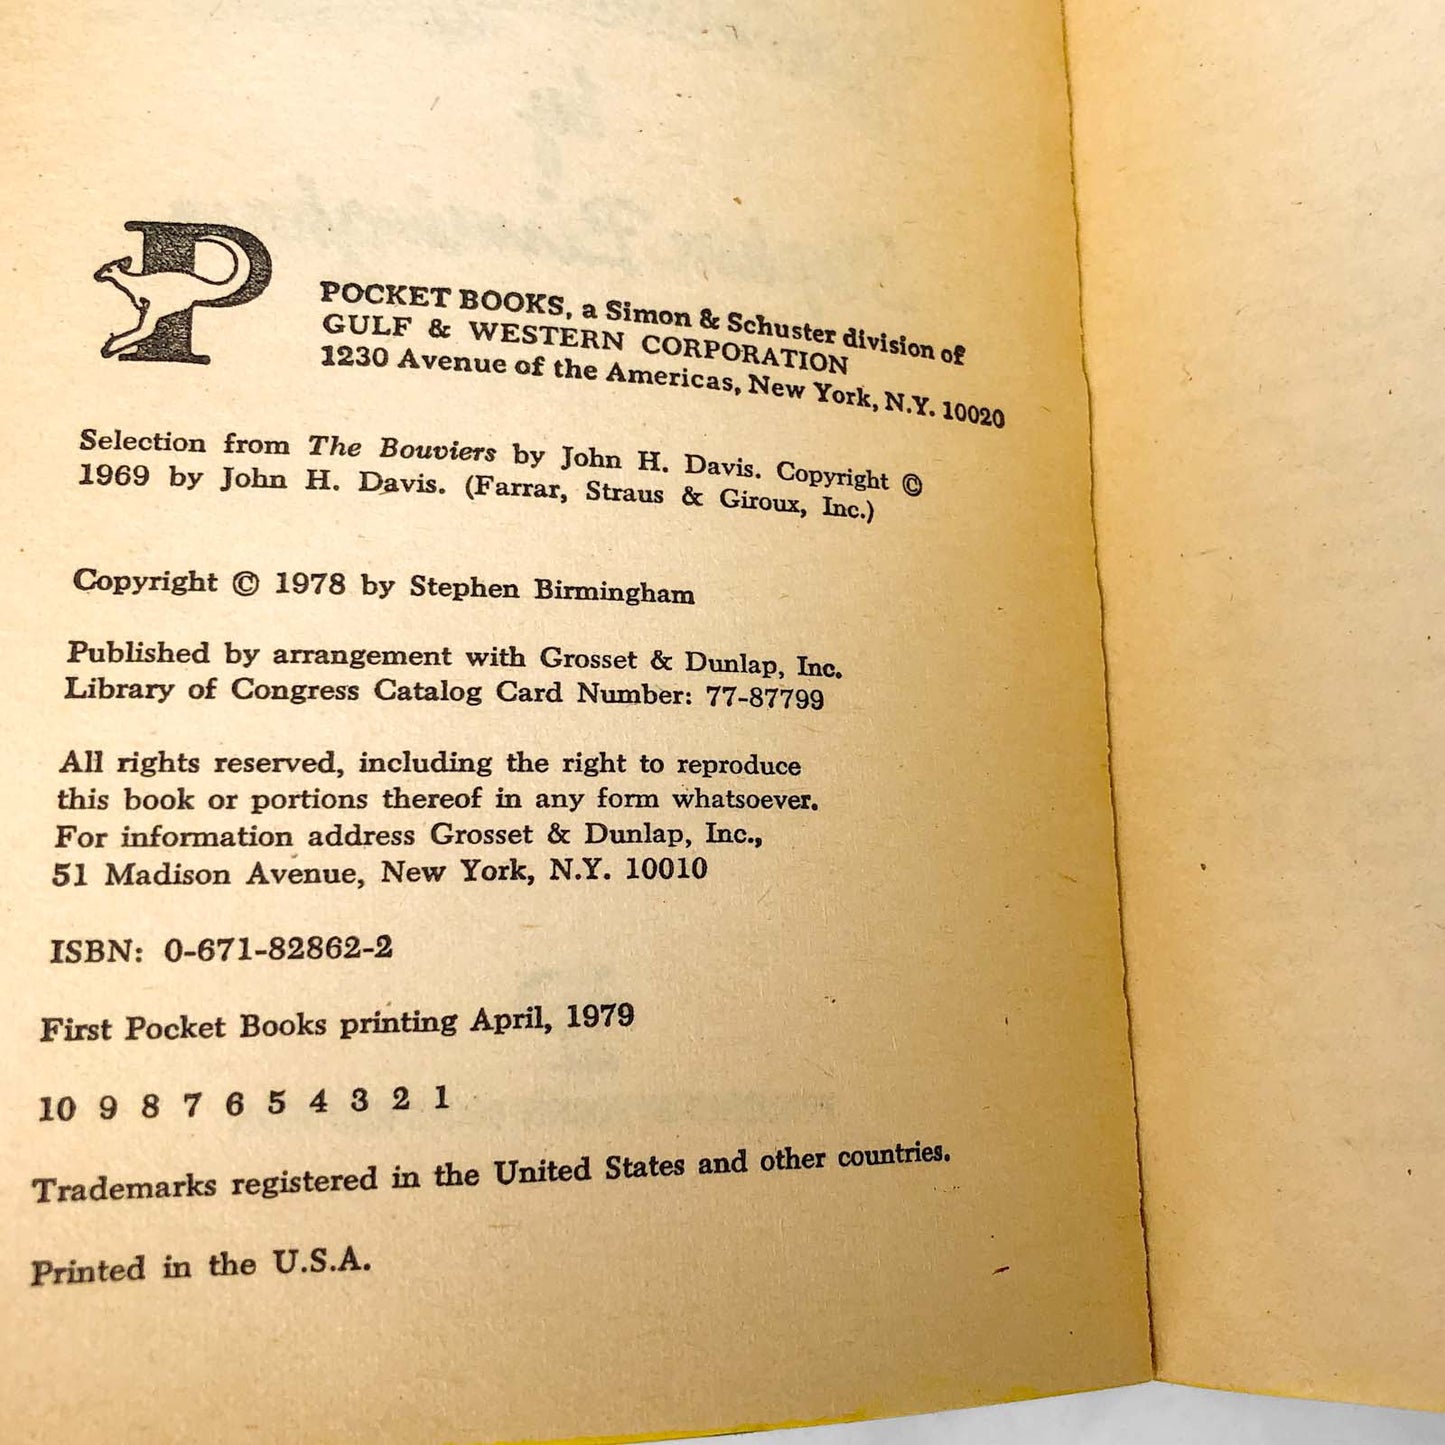 P
POCKET BOOKS, a Simon & Schuster division of
GULF & WESTERN CORPORATION
1230 Avenue of the Americas, New York, N.Y. 10020
Selection from The Bouviers by John H. Davis. Copyright ©
1969 by John H. Davis. (Farrar, Straus & Giroux, Inc.)
Copyright © 1978 by Stephen Birmingham
Published by arrangement with Grosset & Dunlap, Inc.
Library of Congress Catalog Card Number: 77-87799
All rights reserved, including the right to reproduce
this book or portions thereof in any form whatsoever.
For information address Grosset & Dunlap, Inc.,
51 Madison Avenue, New York, N.Y. 10010
ISBN: 0-671-82862-2
First Pocket Books printing April, 1979
10 9 8 7 6 5 4 3 2 1
Trademarks registered in the United States and other countries.
Printed in the U.S.A.